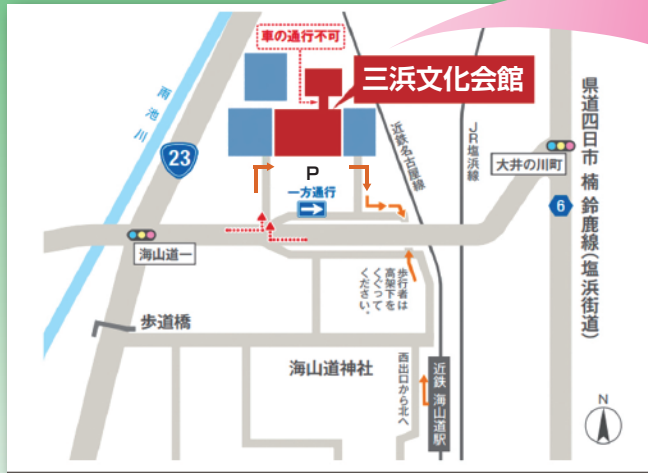 車の通行不可
三浜文化会館
雨池川
23
近鉄名古屋線
JR塩浜線
大井の川町
県道四日市 楠 鈴鹿線(塩浜街道)
6
P
一方通行
海山道一
歩行者は
高架下を
くぐって
ください。
歩道橋
海山道神社
西出口から北へ
近鉄 海山道駅
N